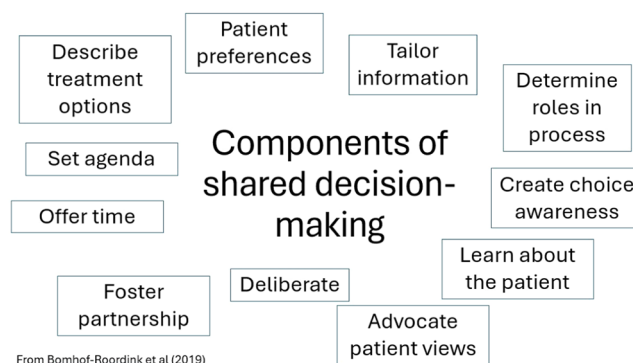 Patient
preferences
Describe
treatment
options
Tailor
information
Determine
roles in
process
Components of
shared decision-
making
Set agenda
Create choice
awareness
Offer time
Learn about
the patient
Deliberate
Foster
partnership
Advocate
patient views
From Bomhof-Roordink et al (2019)